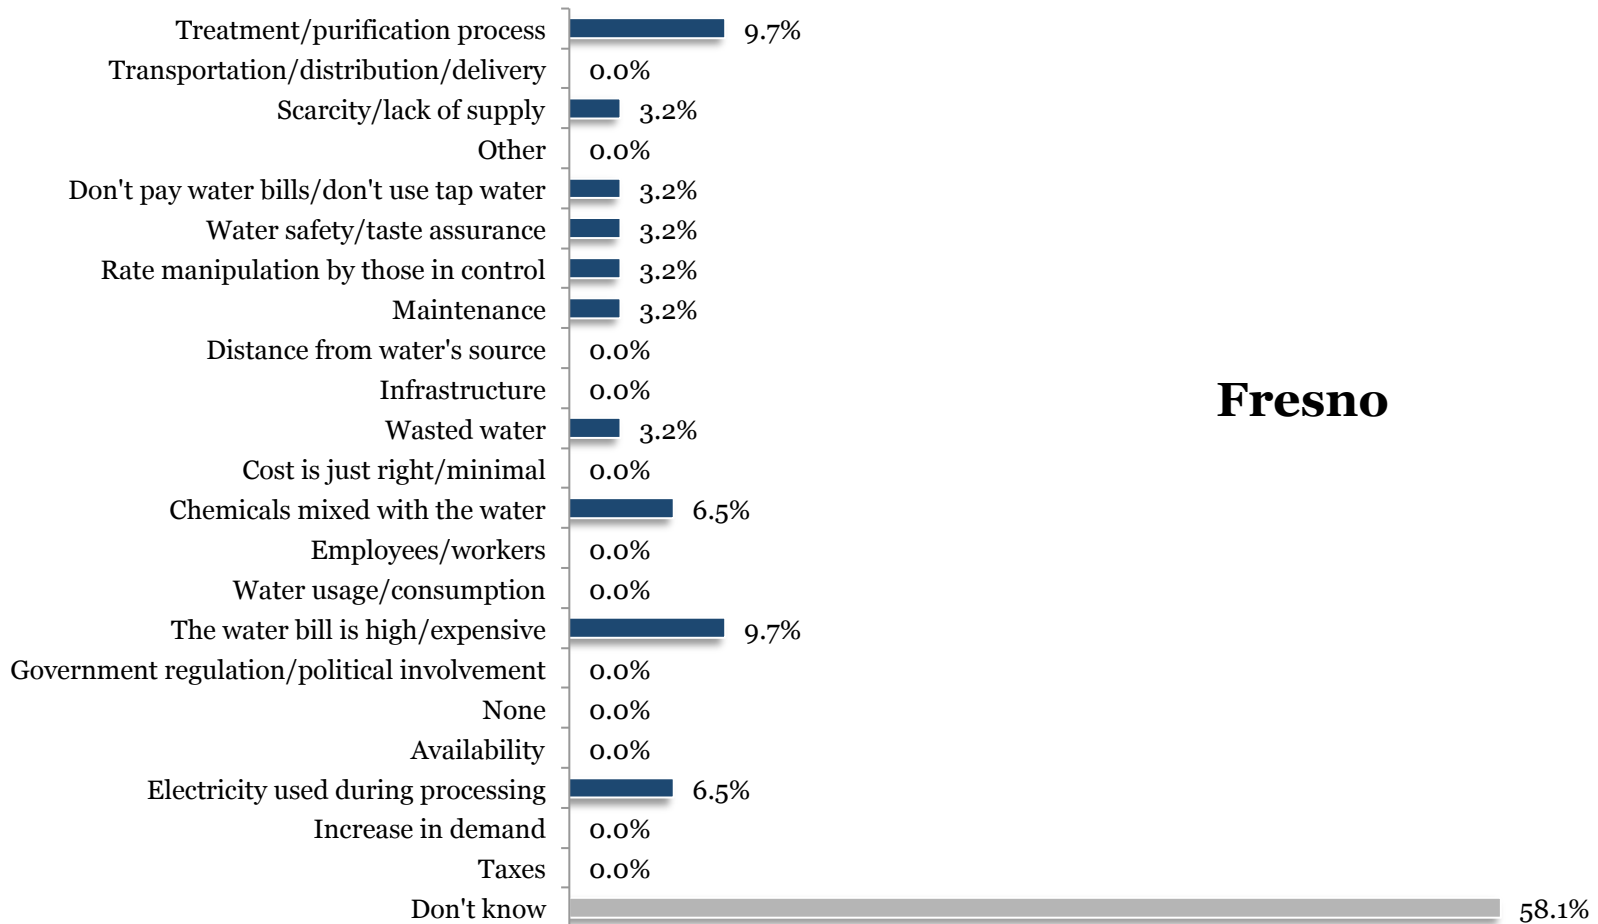 Treatment/purification process 9.7%
Transportation/distribution/delivery 0.0%
Scarcity/lack of supply 3.2%
Other 0.0%
Don't pay water bills/don't use tap water 3.2%
Water safety/taste assurance 3.2%
Rate manipulation by those in control 3.2%
Maintenance 3.2%
Distance from water's source 0.0%
Infrastructure 0.0%
Fresno
Wasted water 3.2%
Cost is just right/minimal 0.0%
Chemicals mixed with the water 6.5%
Employees/workers 0.0%
Water usage/consumption 0.0%
The water bill is high/expensive 9.7%
Government regulation/political involvement 0.0%
None 0.0%
Availability 0.0%
Electricity used during processing 6.5%
Increase in demand 0.0%
Taxes 0.0%
Don't know 58.1%